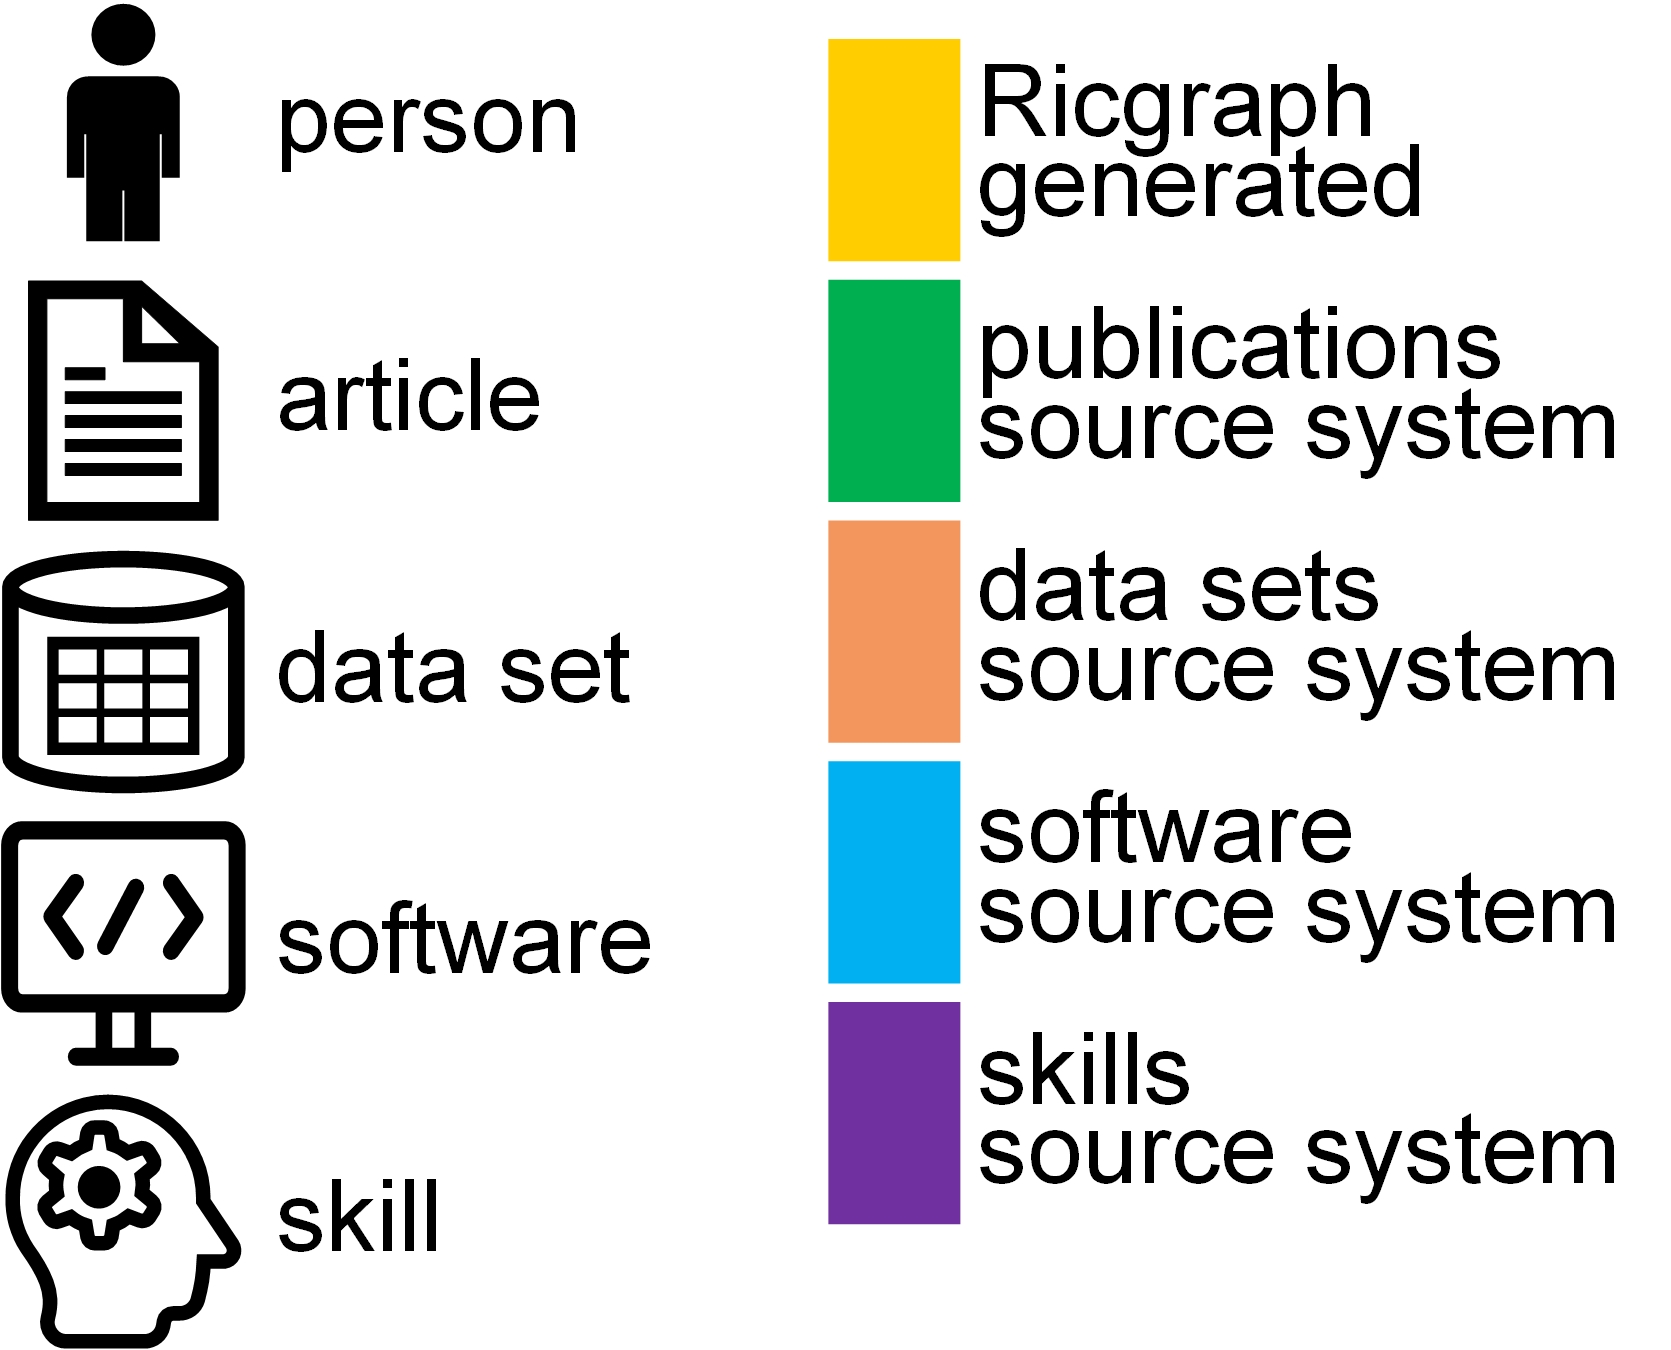 person
article
data set
software
skill
Ricgraph
generated
publications
source system
data sets
source system
software
source system
skills
source system